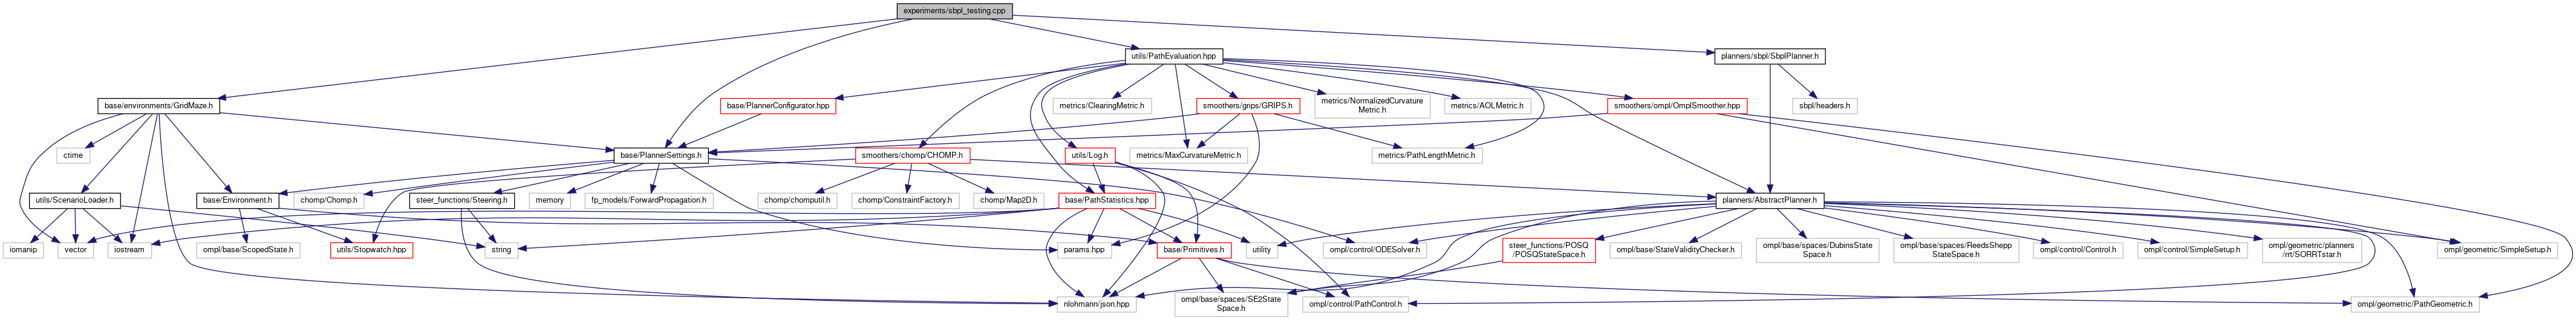 experiments/sbpl_testing.cpp
utils/PathEvaluation.hpp
planners/sbpl/SbplPlanner.h
base/environments/GridMaze.h
base/PlannerConfigurator.hpp
metrics/ClearingMetric.h
smoothers/grips/GRIPS.h
metrics/NormalizedCurvature
Metric.h
metrics/AOLMetric.h
smoothers/ompl/OmplSmoother.hpp
sbpl/headers.h
ctime
base/PlannerSettings.h
smoothers/chomp/CHOMP.h
utils/Log.h
metrics/MaxCurvatureMetric.h
metrics/PathLengthMetric.h
utils/ScenarioLoader.h
base/Environment.h
chomp/Chomp.h
steer_functions/Steering.h
memory
fp_models/ForwardPropagation.h
chomp/chomputil.h
chomp/ConstraintFactory.h
chomp/Map2D.h
base/PathStatistics.hpp
planners/AbstractPlanner.h
iomanip
vector
iostream
ompl/base/ScopedState.h
utils/Stopwatch.hpp
string
params.hpp
base/Primitives.h
utility
ompl/control/ODESolver.h
steer_functions/POSQ
/POSQStateSpace.h
ompl/base/StateValidityChecker.h
ompl/base/spaces/DubinsState
Space.h
ompl/base/spaces/ReedsShepp
StateSpace.h
ompl/control/Control.h
ompl/control/SimpleSetup.h
ompl/geometric/planners
/rrt/SORRTstar.h
ompl/geometric/SimpleSetup.h
nlohmann/json.hpp
ompl/base/spaces/SE2State
Space.h
ompl/control/PathControl.h
ompl/geometric/PathGeometric.h